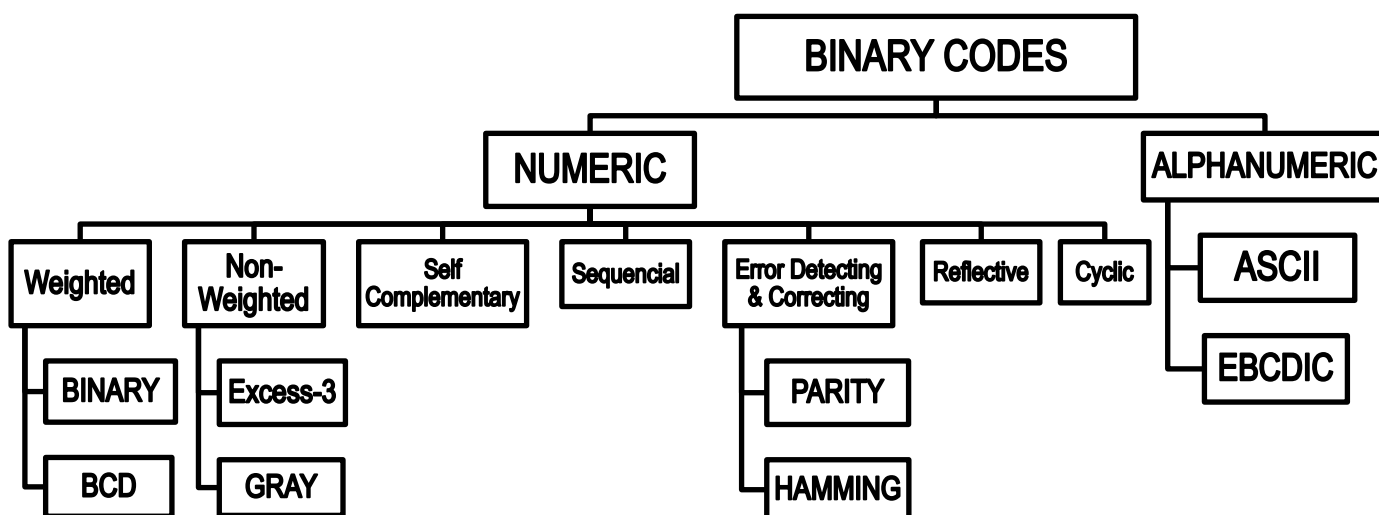 BINARY CODES
NUMERIC
ALPHANUMERIC
Weighted
Non-
Weighted
Self
Complementary
Sequencial
Error Detecting
& Correcting
Reflective
Cyclic
ASCII
EBCDIC
BINARY
Excess-3
PARITY
BCD
GRAY
HAMMING